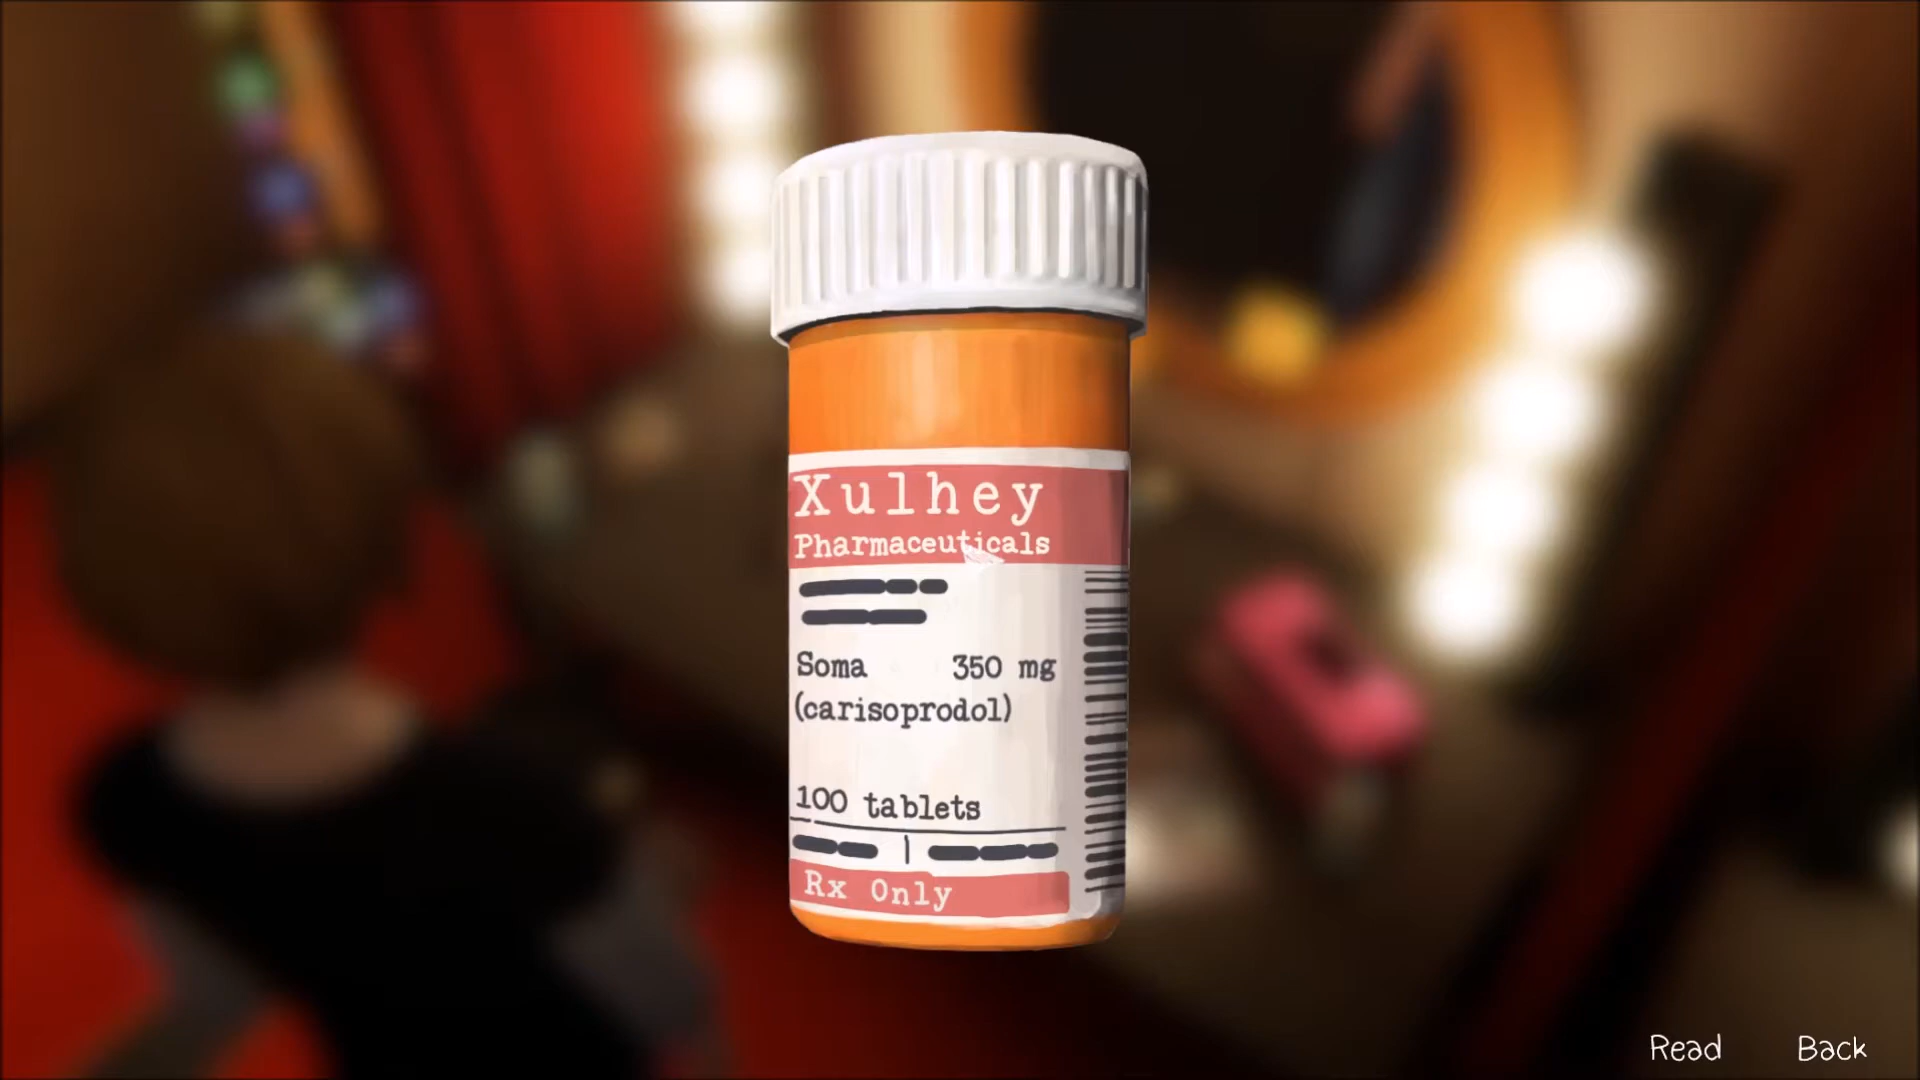 Xulhey
Pharmaceuticals
Soma 350 mg
(carisoprodol)
100 tablets
Rx Only
Read Back